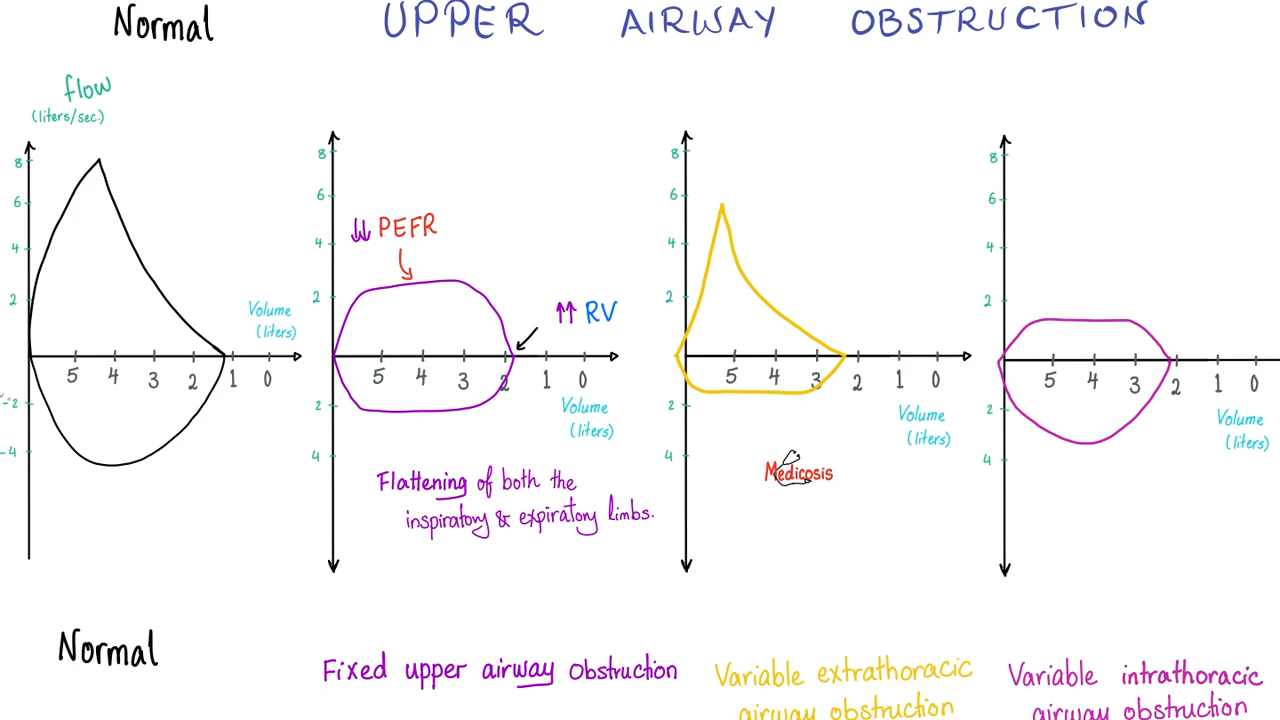 Normal
UPPER AIRWAY OBSTRUCTION
flow
(liters/sec.)
8
6
4
2
-2
-4
5 4 3 2 1 0
Volume
(liters)
8
6
4
2
2
4
5 4 3 2 1 0
↓↓ PEFR
↑↑ RV
Volume
(liters)
Flattening of both the
inspiratory & expiratory limbs.
8
6
4
2
2
4
5 4 3 2 1 0
Volume
(liters)
Medicosis
8
6
4
2
2
4
5 4 3 2 1 0
Volume
(liters)
Normal
Fixed upper airway obstruction
Variable extrathoracic
airway obstruction
Variable intrathoracic
airway obstruction